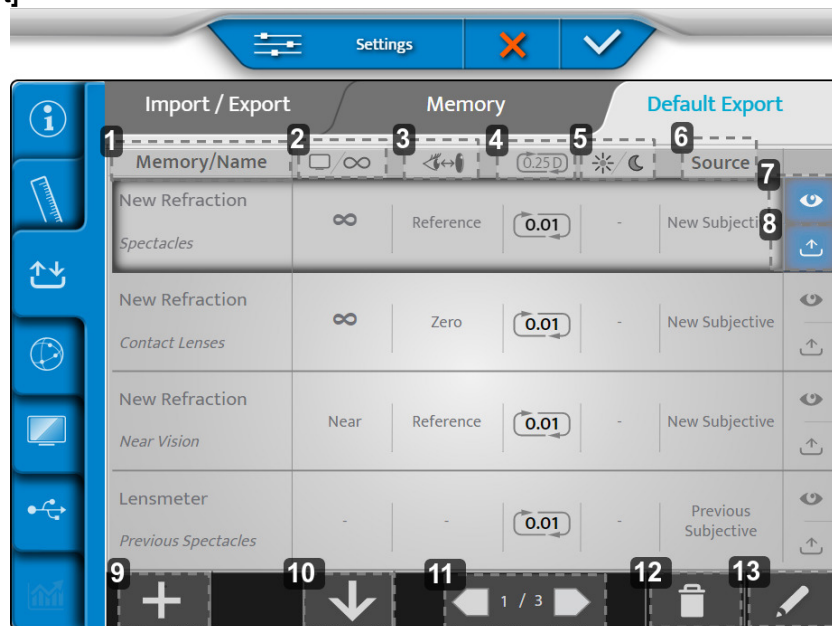 Settings
Import / Export Memory Default Export
1 2 3 4 5 6
Memory/Name 0.25 D Source
7
New Refraction
∞ Reference 0.01 - New Subjective
8
Spectacles
New Refraction
∞ Zero 0.01 - New Subjective
Contact Lenses
New Refraction
Near Reference 0.01 - New Subjective
Near Vision
Lensmeter
- - 0.01 - Previous
Subjective
Previous Spectacles
9 10 11 12 13
1 / 3